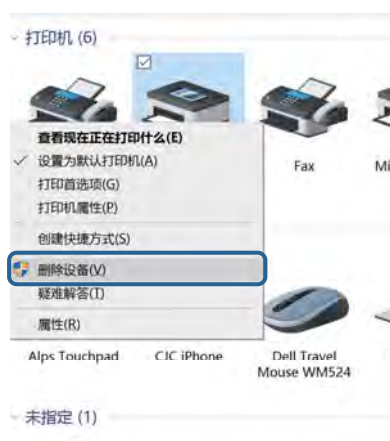 打印机 (6)
查看现在正在打印什么(E)
设置为默认打印机(A)
打印首选项(G)
打印机属性(P)
创建快捷方式(S)
删除设备(V)
疑难解答(T)
属性(R)
Fax
Mi
Alps Touchpad
CJC iPhone
Dell Travel
Mouse WM524
未指定 (1)